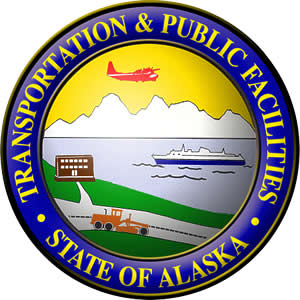 TRANSPORTATION & PUBLIC FACILITIES
STATE OF ALASKA